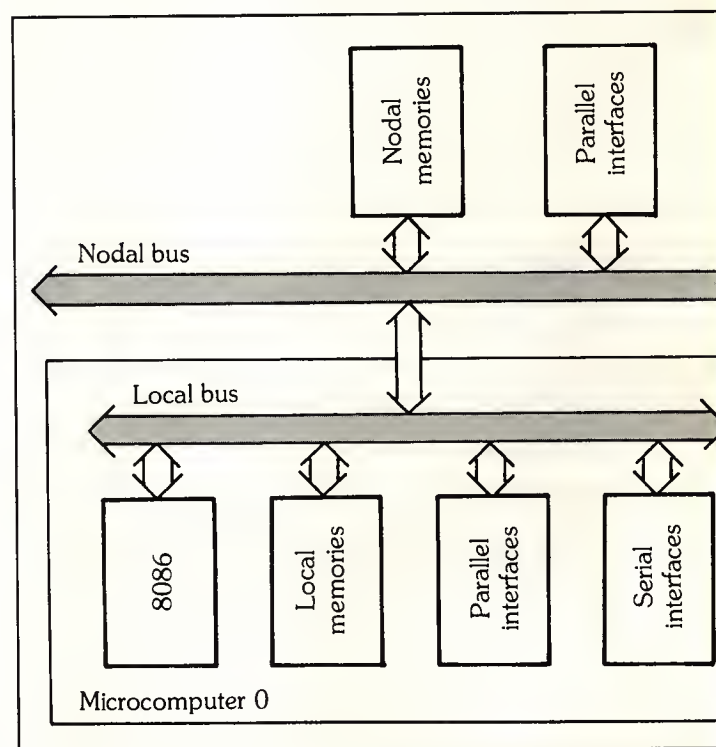 Nodal
memories
Parallel
interfaces
Nodal bus
Local bus
8086
Local
memories
Parallel
interfaces
Serial
interfaces
Microcomputer 0